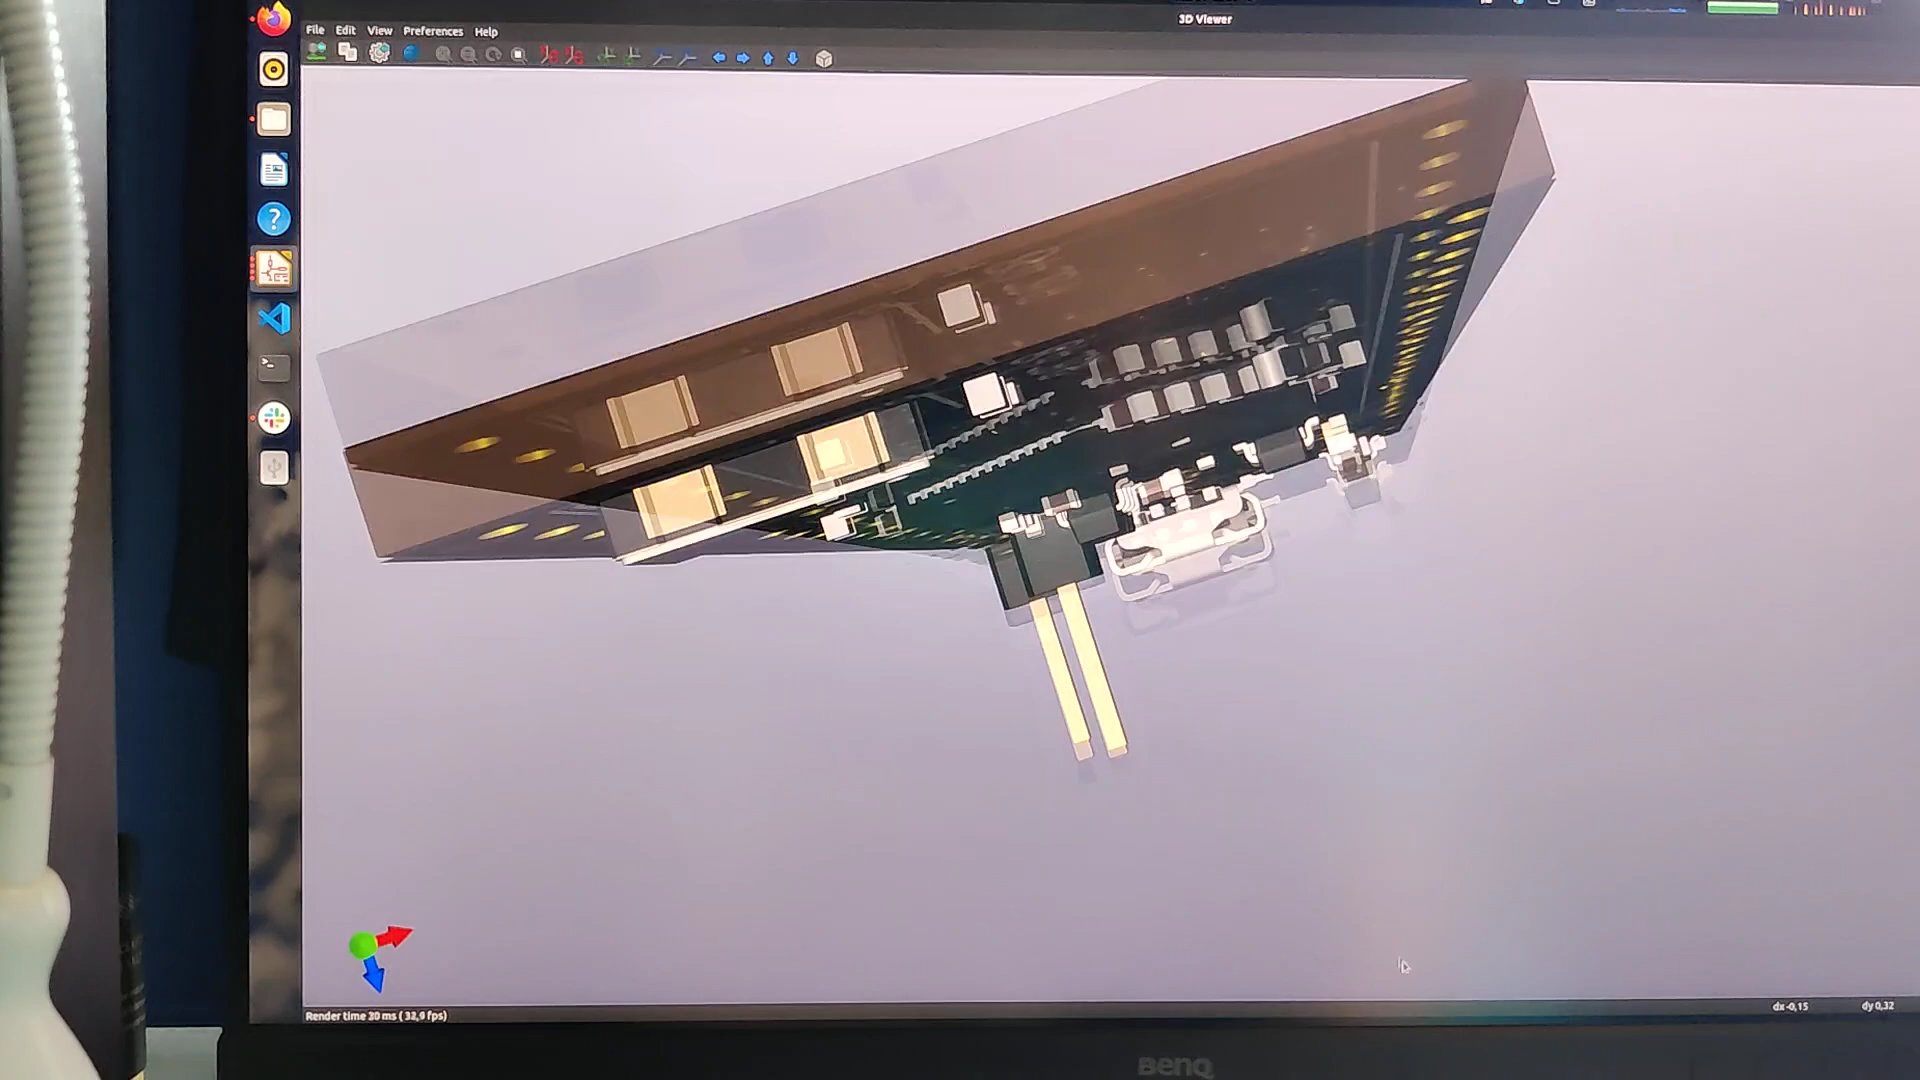 3D Viewer
File Edit View Preferences Help
Render time 30 ms ( 32,9 fps)
dx -0,15
dy 0,32
BenQ